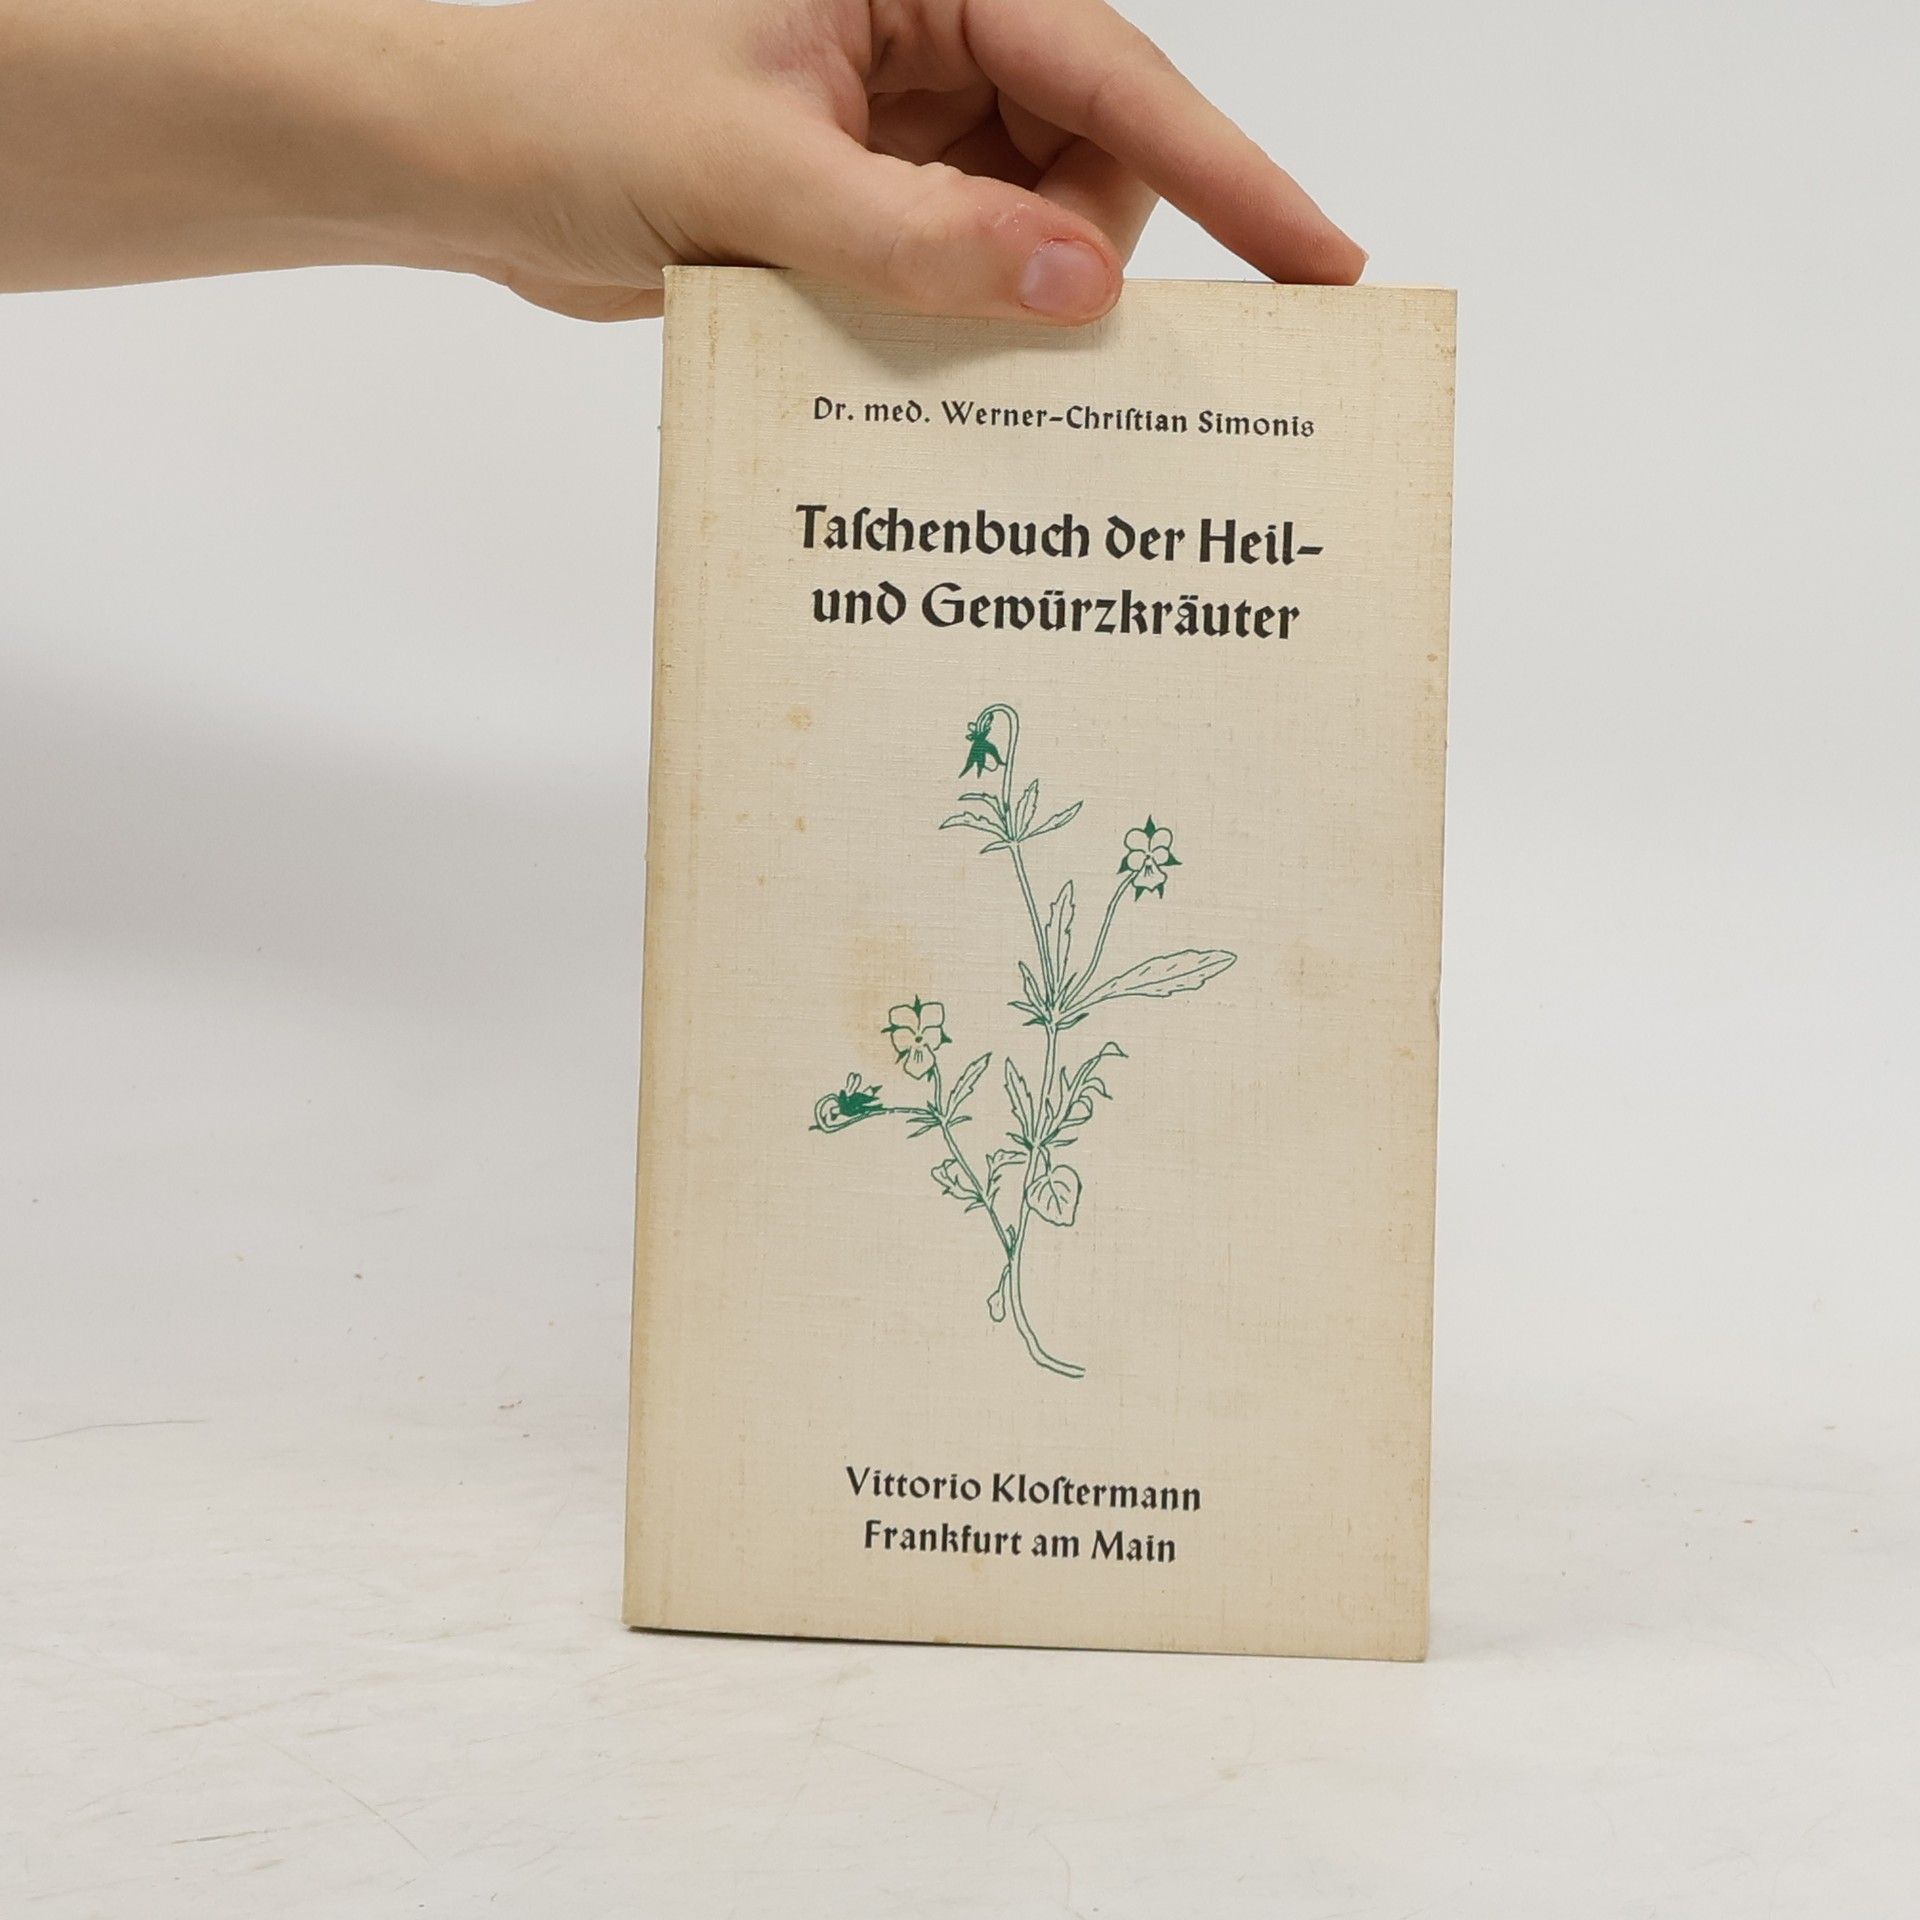 Dr. med. Werner-Chriſtian Simonis
Taſchenbuch der Heil-
und Gewürzkräuter
Vittorio Kloſtermann
Frankfurt am Main